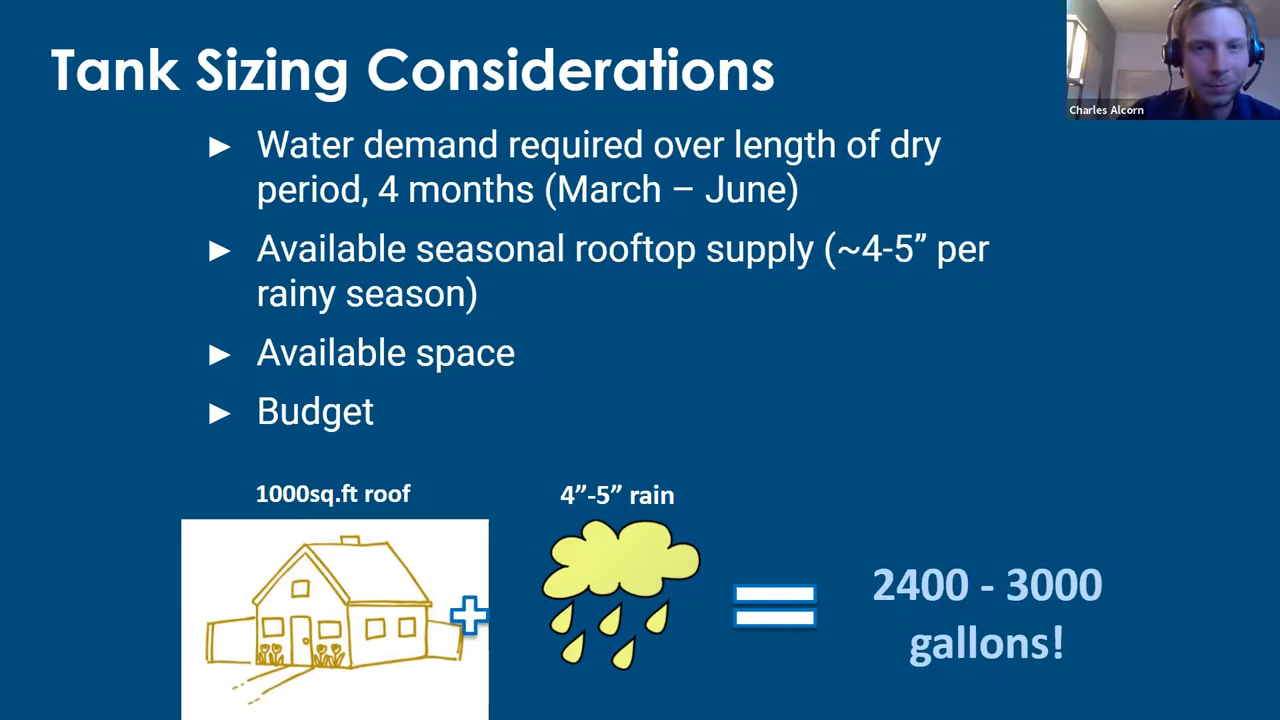 Tank Sizing Considerations
Charles Alcorn
► Water demand required over length of dry
period, 4 months (March – June)
► Available seasonal rooftop supply (~4-5” per
rainy season)
► Available space
► Budget
1000sq.ft roof
4”-5” rain
2400 - 3000
gallons!